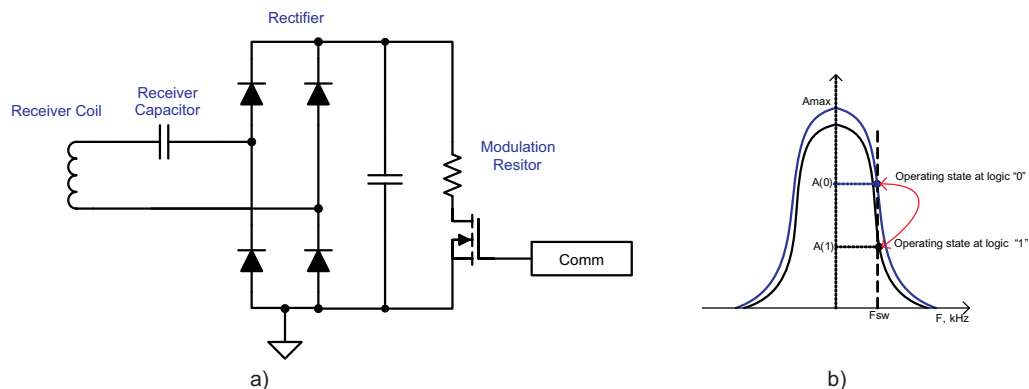 Rectifier
Receiver
Capacitor
Receiver Coil
Modulation
Resitor
Comm
a)
Amax
A(0)
Operating state at logic “0”
A(1)
Operating state at logic “1”
Fsw
F, kHz
b)